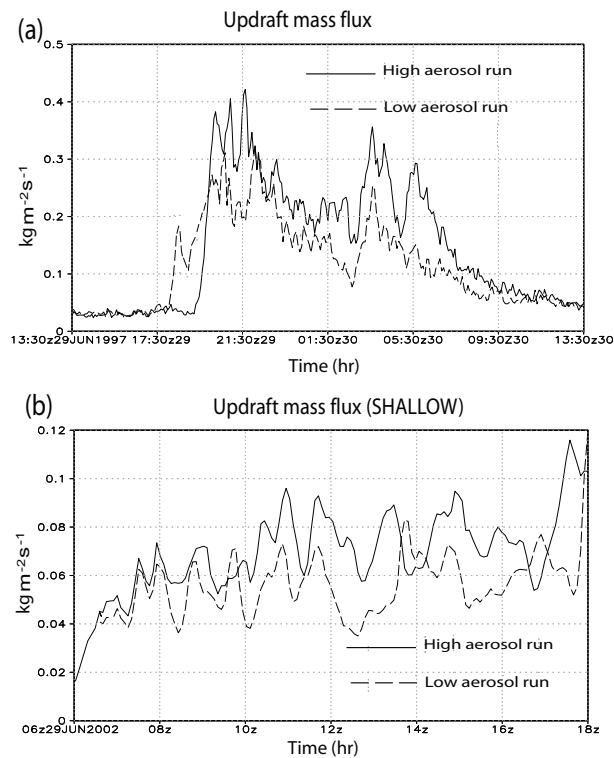 (a)
Updraft mass flux
0.5
High aerosol run
0.4
Low aerosol run
0.3
kg m⁻²s⁻¹
0.2
0.1
0
13:30z29JUN1997 17:30z29 21:30z29 01:30z30 05:30z30 09:30z30 13:30z30
Time (hr)
(b)
Updraft mass flux (SHALLOW)
0.12
0.1
0.08
kg m⁻²s⁻¹
0.06
0.04
High aerosol run
0.02
Low aerosol run
0
06z29JUN2002 08z 10z 12z 14z 16z 18z
Time (hr)